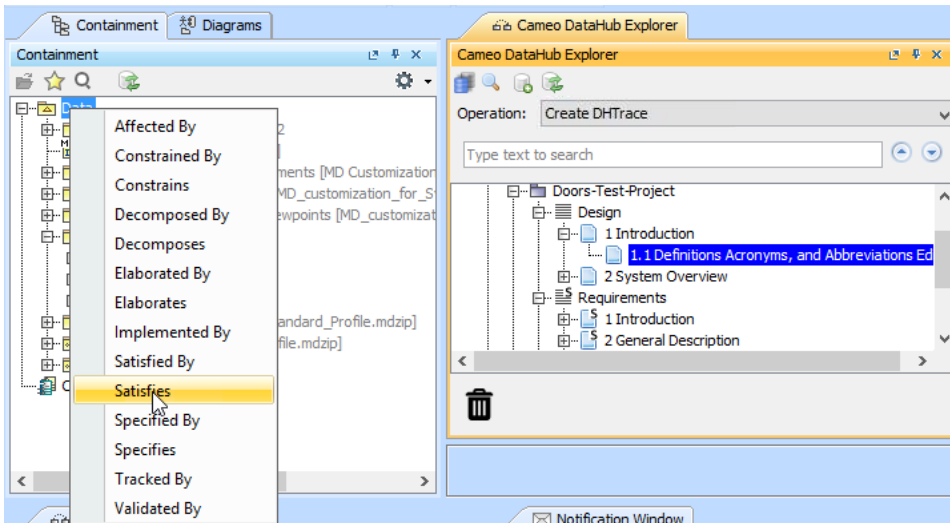 Containment
Diagrams
Containment
Data
2
]
ments [MD Customization
MD_customization_for_S
ewpoints [MD_customizat
andard_Profile.mdzip]
file.mdzip]
C
Affected By
Constrained By
Constrains
Decomposed By
Decomposes
Elaborated By
Elaborates
Implemented By
Satisfied By
Satisfies
Specified By
Specifies
Tracked By
Validated By
Cameo DataHub Explorer
Cameo DataHub Explorer
Operation: Create DHTrace
Type text to search
Doors-Test-Project
Design
1 Introduction
1.1 Definitions Acronyms, and Abbreviations Ed
2 System Overview
Requirements
1 Introduction
2 General Description
Notification Window